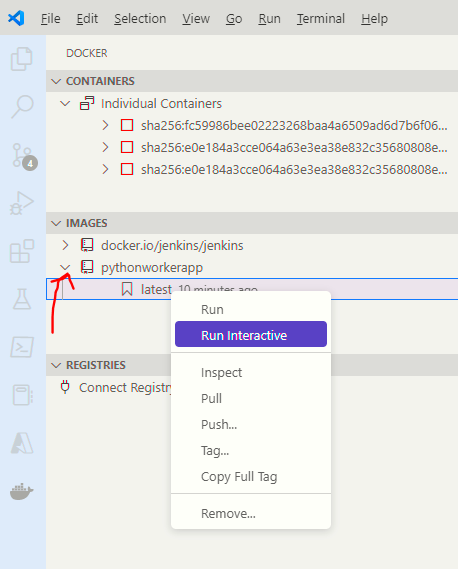 File Edit Selection View Go Run Terminal Help
DOCKER
CONTAINERS
Individual Containers
sha256:fc59986bee02223268baa4a6509ad6d7b6f06...
sha256:e0e184a3cce064a63e3ea38e832c35680808e...
sha256:e0e184a3cce064a63e3ea38e832c35680808e...
4
IMAGES
docker.io/jenkins/jenkins
pythonworkerapp
latest 10 minutes ago
Run
Run Interactive
REGISTRIES
Connect Registry
Inspect
Pull
Push...
Tag...
Copy Full Tag
Remove...